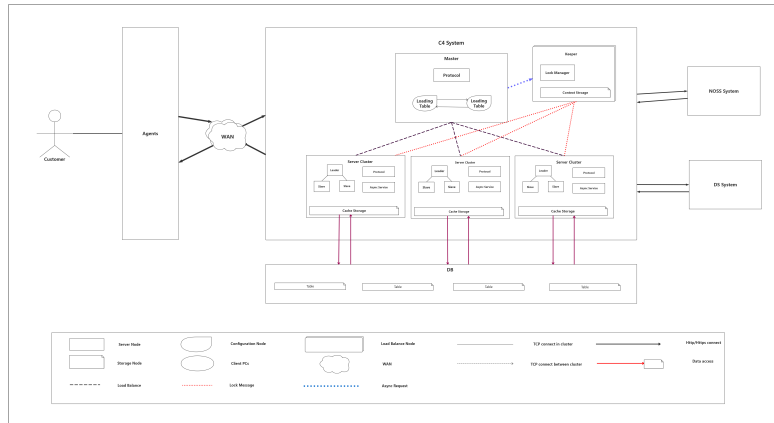 C4 System
Master
Protocol
Loading
Table
Loading
Table
Keeper
Lock Manager
Context Storage
NOSS System
Agents
WAN
Customer
Server Cluster
Leader
Slave
Slave
Protocol
Async Service
Cache Storage
Server Cluster
Leader
Slave
Slave
Protocol
Async Service
Cache Storage
Server Cluster
Leader
Slave
Slave
Protocol
Async Service
Cache Storage
DS System
DB
Table
Table
Table
Table
Server Node
Configuration Node
Load Balance Node
TCP connect in cluster
Http/Https connect
Storage Node
Client PCs
WAN
TCP connect between cluster
Data access
Load Balance
Lock Message
Async Request